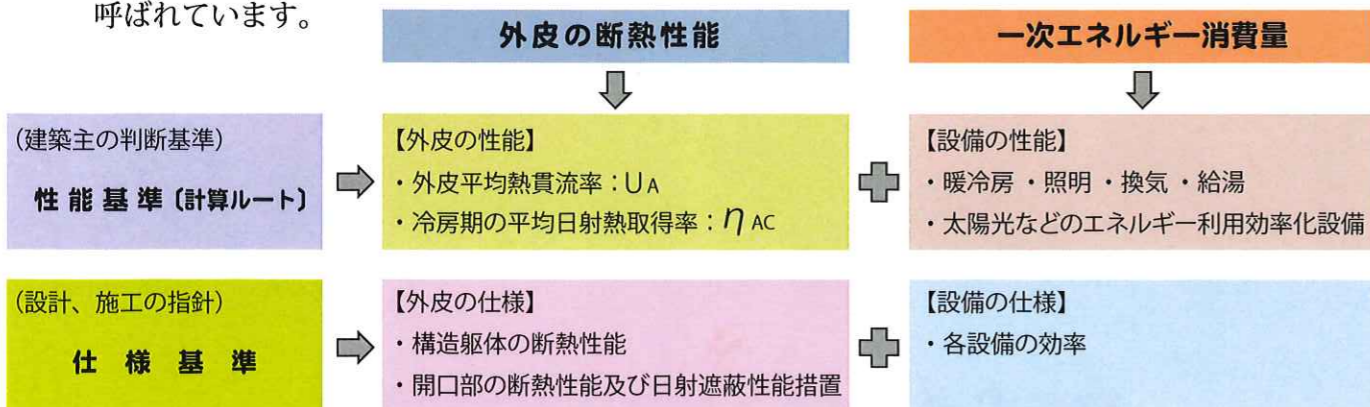 呼ばれています。
外皮の断熱性能
一次エネルギー消費量
(建築主の判断基準)
性能基準〔計算ルート〕
【外皮の性能】
・外皮平均熱貫流率：UA
・冷房期の平均日射熱取得率：ηAC
【設備の性能】
・暖冷房・照明・換気・給湯
・太陽光などのエネルギー利用効率化設備
(設計、施工の指針)
仕様基準
【外皮の仕様】
・構造躯体の断熱性能
・開口部の断熱性能及び日射遮蔽性能措置
【設備の仕様】
・各設備の効率